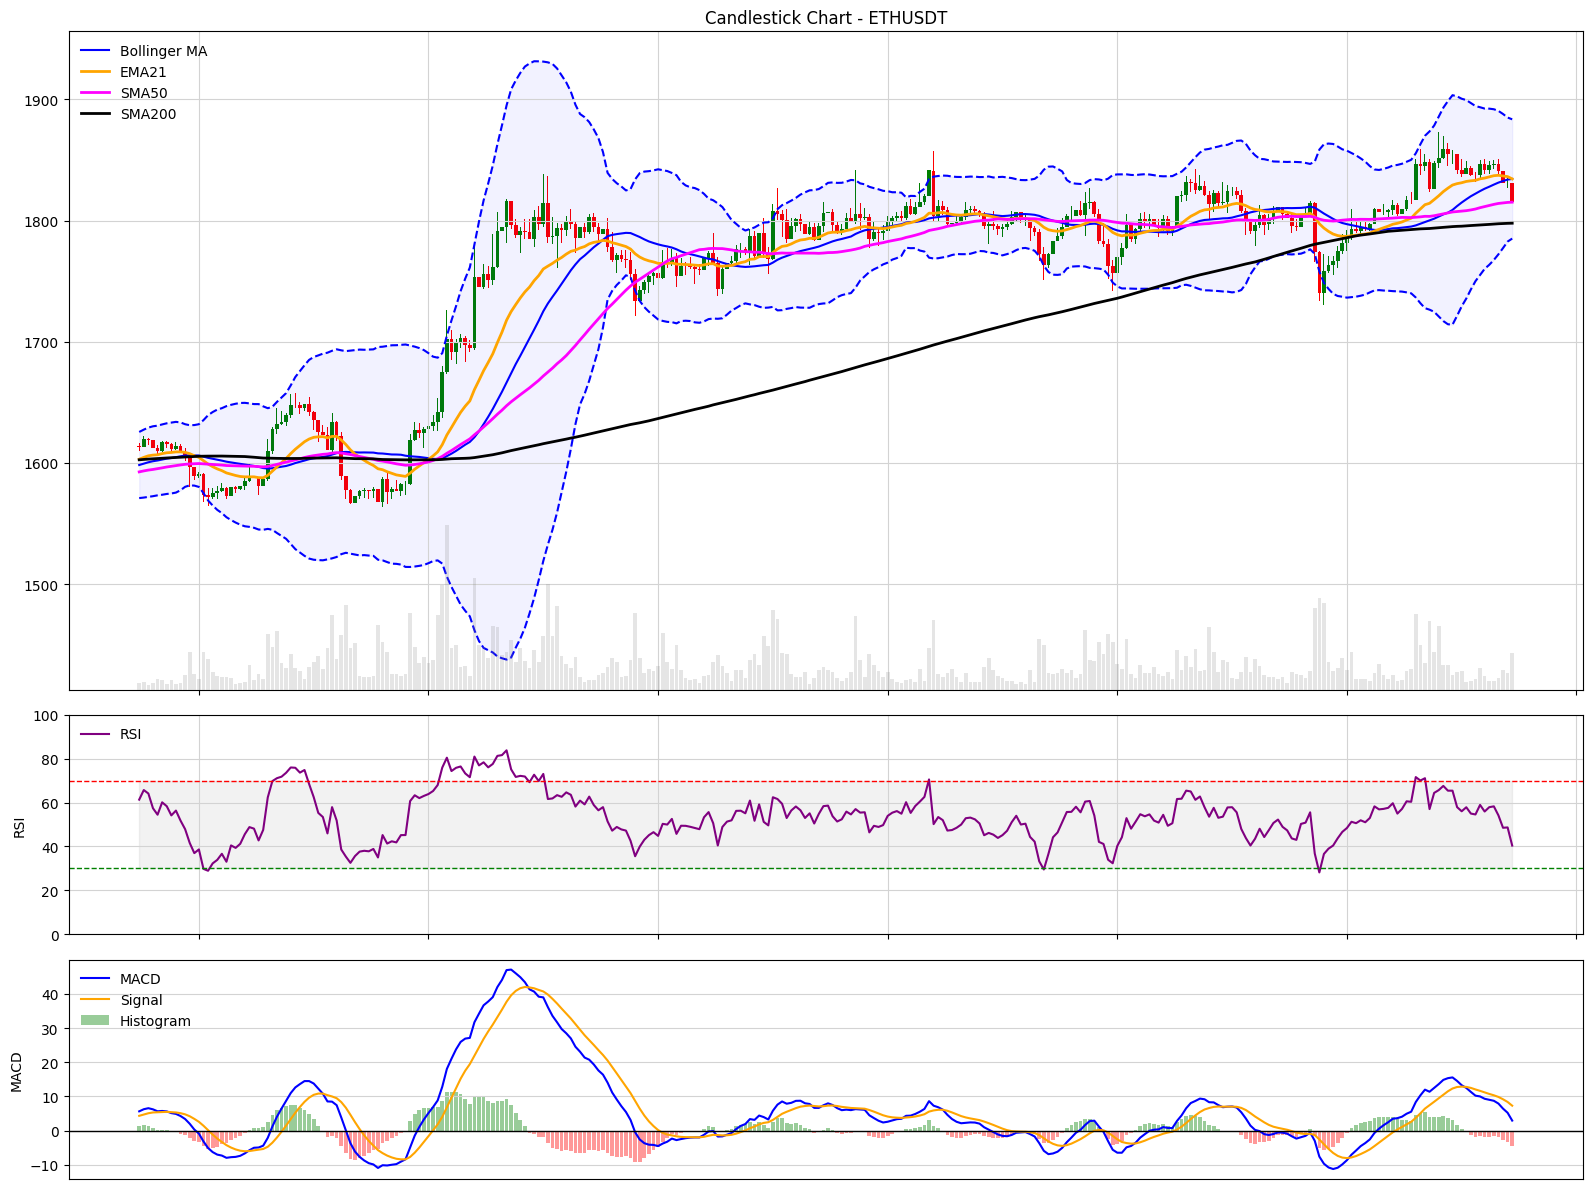 Candlestick Chart - ETHUSDT
Bollinger MA
EMA21
SMA50
SMA200
1900
1800
1700
1600
1500
RSI
100
80
60
40
20
0
RSI
MACD
Signal
Histogram
40
30
20
10
0
−10
MACD